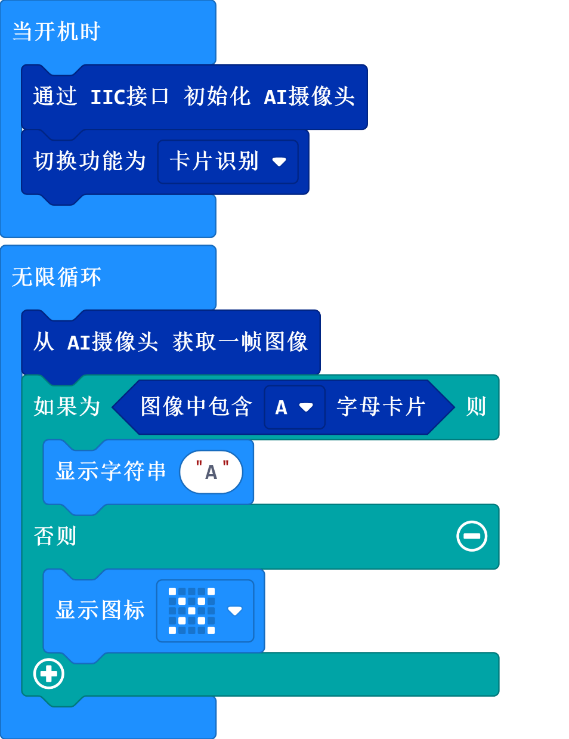 当开机时
通过 IIC接口 初始化 AI摄像头
切换功能为 卡片识别
无限循环
从 AI摄像头 获取一帧图像
如果为 图像中包含 A 字母卡片 则
显示字符串 "A"
否则
显示图标